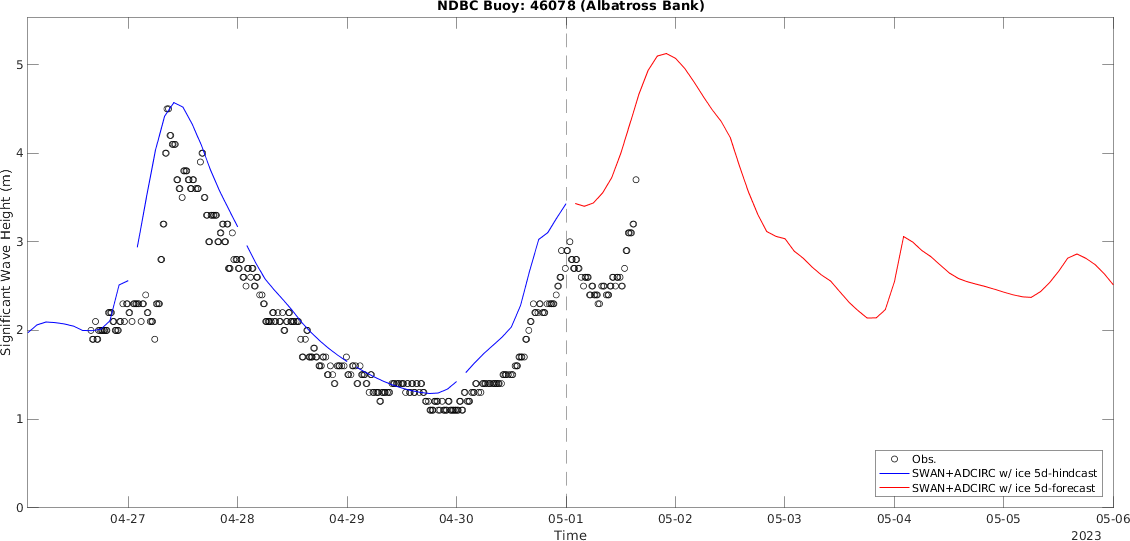 NDBC Buoy: 46078 (Albatross Bank)
Significant Wave Height (m)
5
4
3
2
1
0
Obs.
SWAN+ADCIRC w/ ice 5d-hindcast
SWAN+ADCIRC w/ ice 5d-forecast
04-27 04-28 04-29 04-30 05-01 05-02 05-03 05-04 05-05 05-06
Time
2023